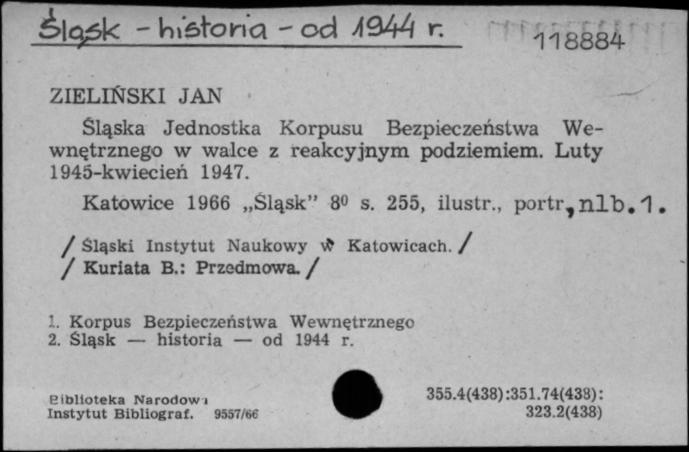 Śląsk - historia - od 1944 r.
118884
ZIELIŃSKI JAN
Śląska Jednostka Korpusu Bezpieczeństwa We-
wnętrznego w walce z reakcyjnym podziemiem. Luty
1945-kwiecień 1947.
Katowice 1966 „Śląsk” 8⁰ s. 255, ilustr., portr,nlb.1.
/ Śląski Instytut Naukowy w Katowicach. /
/ Kuriata B.: Przedmowa. /
1. Korpus Bezpieczeństwa Wewnętrznego
2. Śląsk — historia — od 1944 r.
Biblioteka Narodowa
Instytut Bibliograf. 9557/66
355.4(438):351.74(438):
323.2(438)